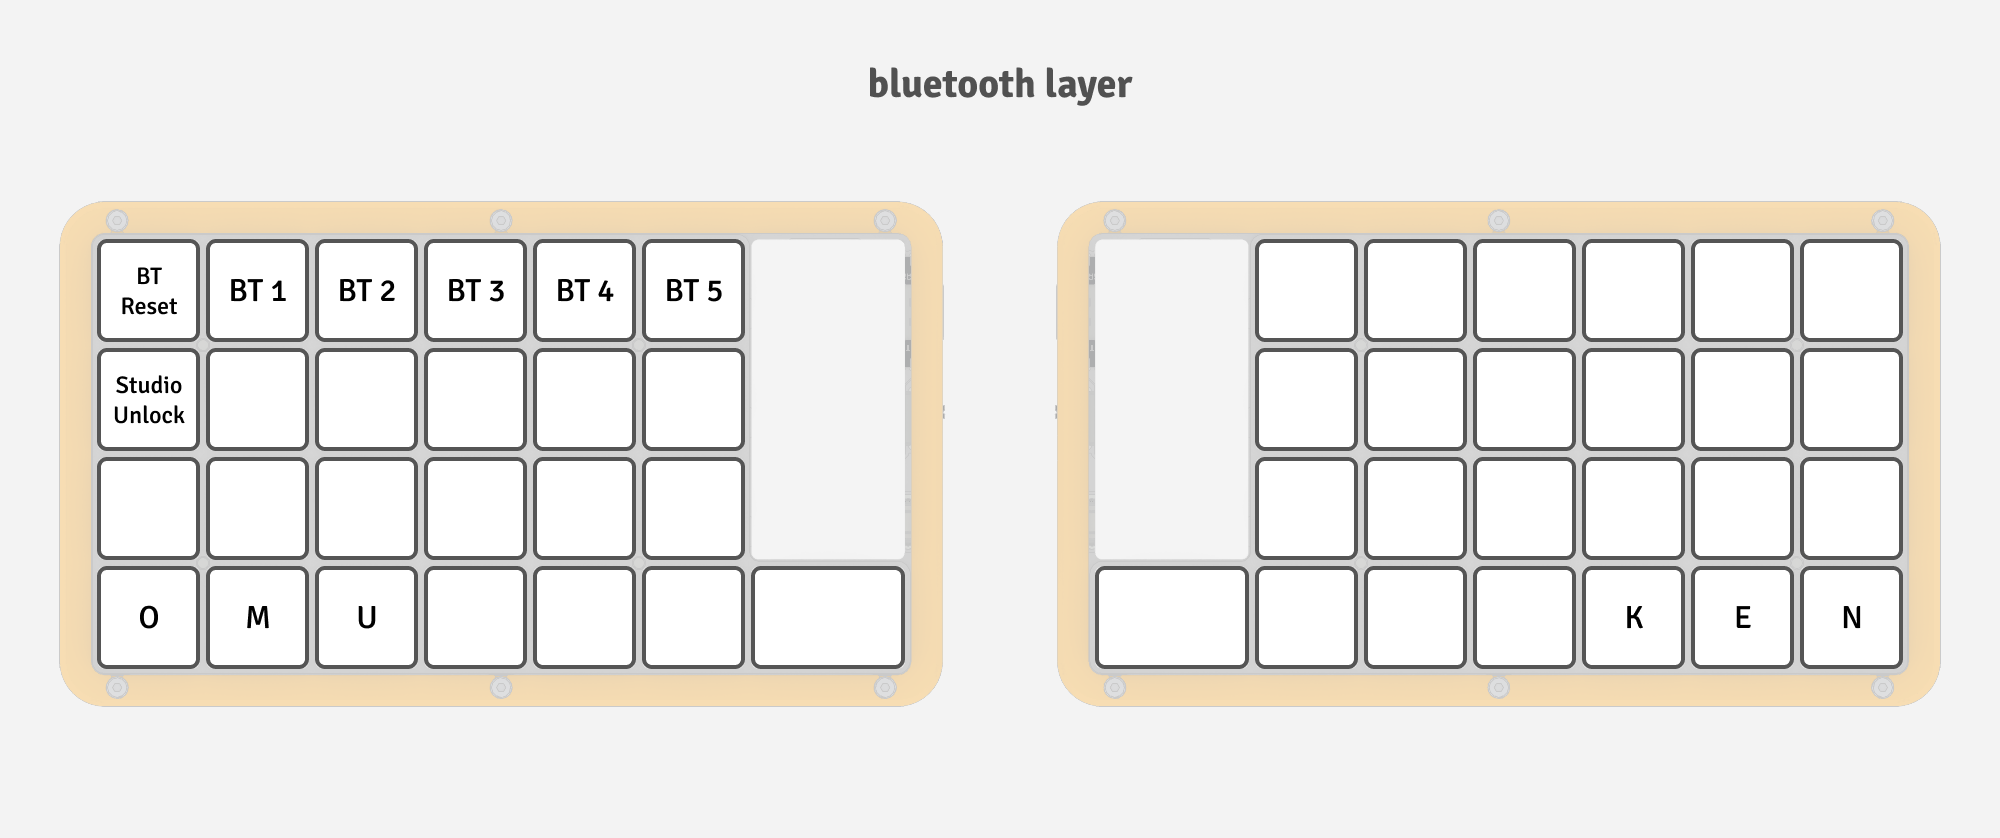 bluetooth layer
BT
Reset
BT 1
BT 2
BT 3
BT 4
BT 5
Studio
Unlock
O
M
U
K
E
N